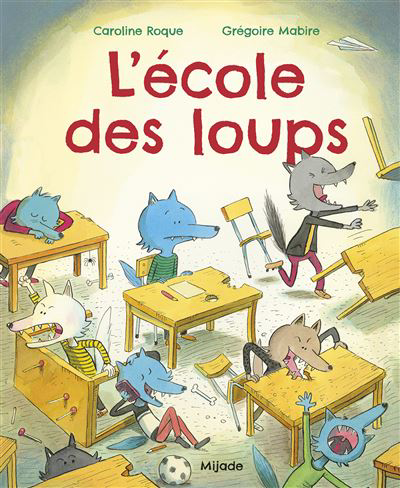 Caroline Roque Grégoire Mabire
L'école
des loups
Mijade